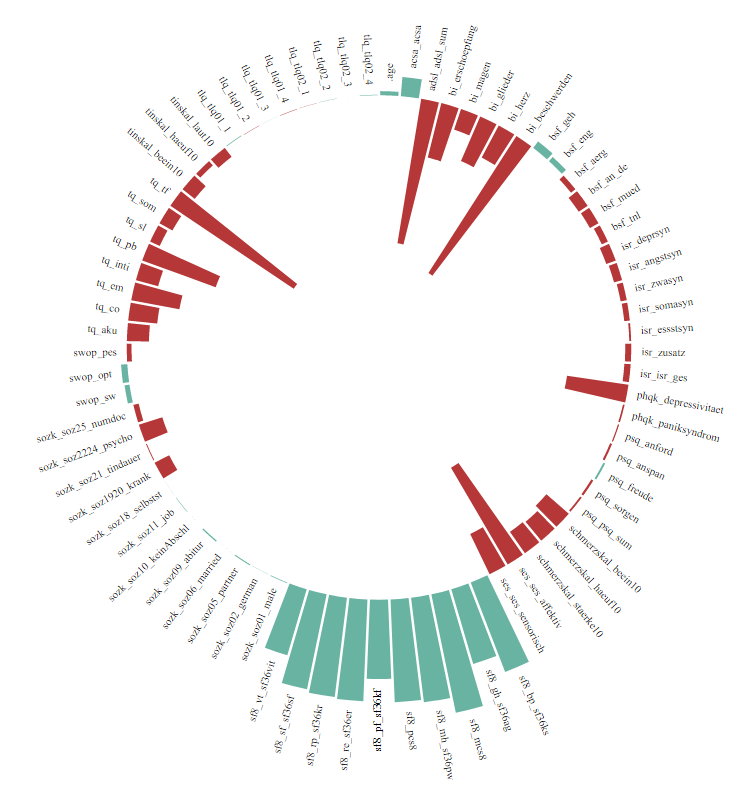 age
acsa_acsa
adsl_adsl_sum
bi_erschoepfung
bi_magen
bi_glieder
bi_herz
bi_beschwerden
bsf_geh
bsf_eng
bsf_aerg
bsf_an_de
bsf_mued
bsf_tnl
isr_deprsyn
isr_angstsyn
isr_zwasyn
isr_somasyn
isr_essstsyn
isr_zusatz
isr_isr_ges
phqk_depressivitaet
phqk_paniksyndrom
psq_anford
psq_anspan
psq_freude
psq_sorgen
psq_psq_sum
schmerzskal_beein10
schmerzskal_haeuf10
schmerzskal_staerke10
ses_ses_affektiv
ses_ses_sensorisch
sf8_bp_sf36ks
sf8_gh_sf36ag
sf8_mcs8
sf8_mh_sf36pw
sf8_pcs8
sf8_pf_sf36kf
sf8_re_sf36er
sf8_rp_sf36kr
sf8_sf_sf36sf
sf8_vt_sf36vit
sozk_soz01_male
sozk_soz02_german
sozk_soz05_partner
sozk_soz06_married
sozk_soz09_abitur
sozk_soz10_keinAbschl
sozk_soz11_job
sozk_soz18_selbstst
sozk_soz1920_krank
sozk_soz21_tindauer
sozk_soz2224_psycho
sozk_soz25_numdoc
swop_sw
swop_opt
swop_pes
tq_aku
tq_co
tq_em
tq_inti
tq_pb
tq_sl
tq_som
tq_tf
tinskal_beein10
tinskal_haeuf10
tinskal_laut10
tlq_tlq01_1
tlq_tlq01_2
tlq_tlq01_3
tlq_tlq01_4
tlq_tlq02_1
tlq_tlq02_2
tlq_tlq02_3
tlq_tlq02_4